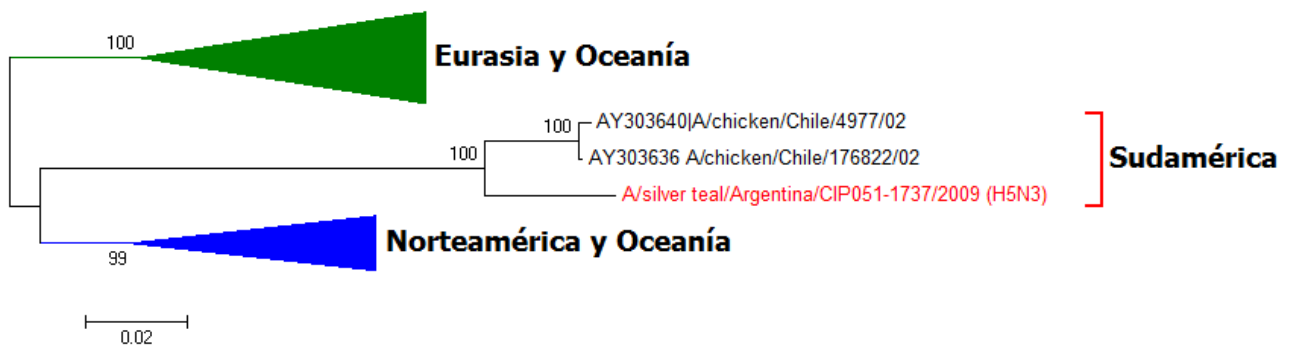 100
Eurasia y Oceanía
100
AY303640|A/chicken/Chile/4977/02
100
AY303636 A/chicken/Chile/176822/02
Sudamérica
A/silver teal/Argentina/CIP051-1737/2009 (H5N3)
Norteamérica y Oceanía
99
0.02